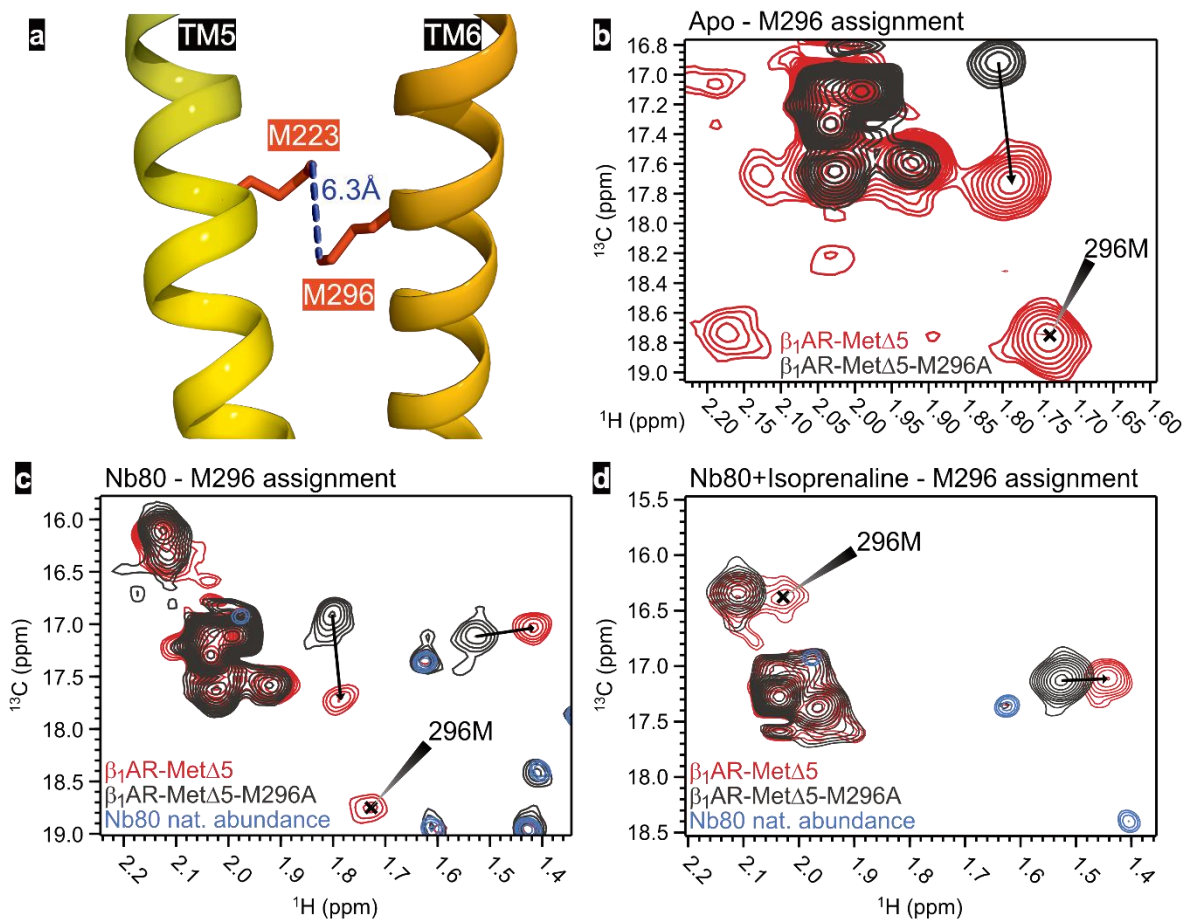 a
TM5
TM6
M223
6.3Å
M296
b
Apo - M296 assignment
16.8
17.0
17.2
17.4
17.6
17.8
18.0
18.2
18.4
18.6
18.8
19.0
¹³C (ppm)
296M
β₁AR-MetΔ5
β₁AR-MetΔ5-M296A
2.20
2.15
2.10
2.05
2.00
1.95
1.90
1.85
1.80
1.75
1.70
1.65
1.60
¹H (ppm)
c
Nb80 - M296 assignment
16.0
16.5
17.0
17.5
18.0
18.5
19.0
¹³C (ppm)
296M
β₁AR-MetΔ5
β₁AR-MetΔ5-M296A
Nb80 nat. abundance
2.2
2.1
2.0
1.9
1.8
1.7
1.6
1.5
1.4
¹H (ppm)
d
Nb80+Isoprenaline - M296 assignment
15.5
16.0
16.5
17.0
17.5
18.0
18.5
¹³C (ppm)
296M
β₁AR-MetΔ5
β₁AR-MetΔ5-M296A
Nb80 nat. abundance
2.2
2.1
2.0
1.9
1.8
1.7
1.6
1.5
1.4
¹H (ppm)